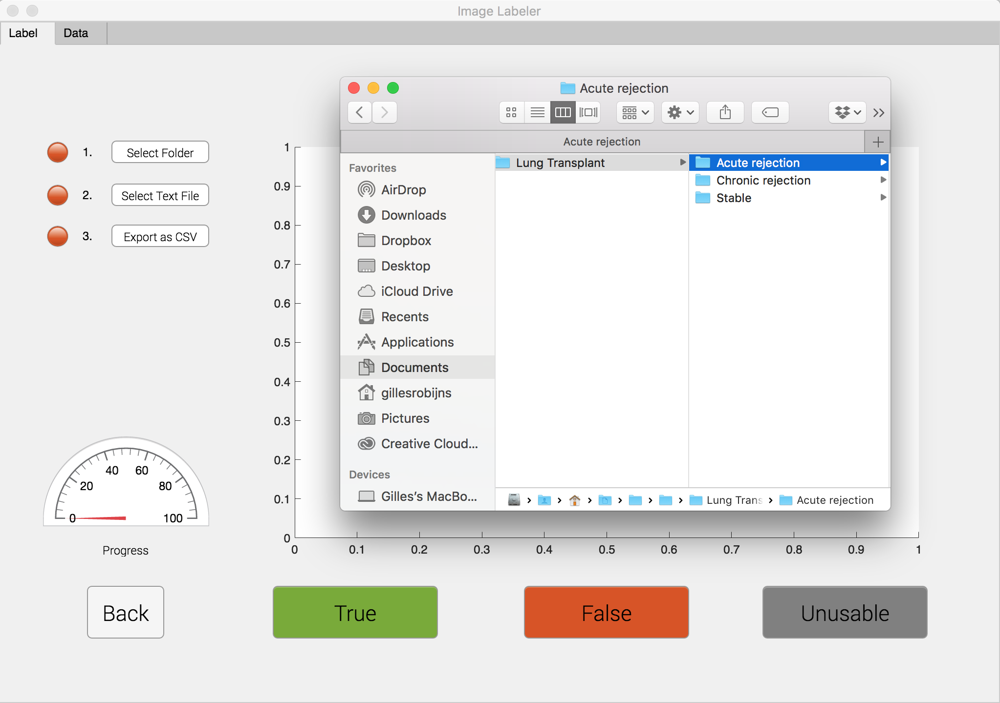 Image Labeler
Label
Data
1.
Select Folder
2.
Select Text File
3.
Export as CSV
0
20
40
60
80
100
Progress
1
0.9
0.8
0.7
0.6
0.5
0.4
0.3
0.2
0.1
0
0
0.1
0.2
0.3
0.4
0.5
0.6
0.7
0.8
0.9
1
Acute rejection
Acute rejection
Favorites
AirDrop
Downloads
Dropbox
Desktop
iCloud Drive
Recents
Applications
Documents
gillesrobijns
Pictures
Creative Cloud...
Devices
Gilles’s MacBo...
Lung Transplant
Acute rejection
Chronic rejection
Stable
Lung Trans
Acute rejection
Back
True
False
Unusable